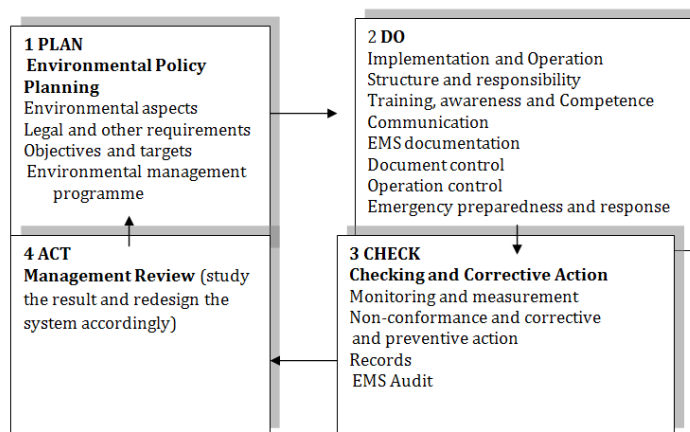 1 PLAN
Environmental Policy
Planning
Environmental aspects
Legal and other requirements
Objectives and targets
Environmental management
programme
2 DO
Implementation and Operation
Structure and responsibility
Training, awareness and Competence
Communication
EMS documentation
Document control
Operation control
Emergency preparedness and response
3 CHECK
Checking and Corrective Action
Monitoring and measurement
Non-conformance and corrective
and preventive action
Records
EMS Audit
4 ACT
Management Review (study
the result and redesign the
system accordingly)